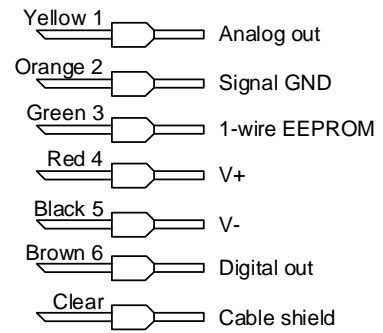 Yellow 1 Analog out
Orange 2 Signal GND
Green 3 1-wire EEPROM
Red 4 V+
Black 5 V-
Brown 6 Digital out
Clear Cable shield